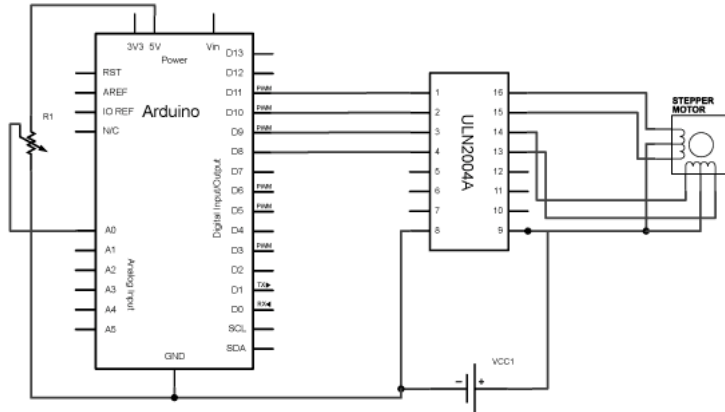 3V3 5V Vin
Power
RST
AREF
IO REF
N/C
Arduino
R1
A0
A1
A2
A3
A4
A5
Analog Input
Digital Input/Output
D13
D12
D11 PWM
D10 PWM
D9 PWM
D8
D7
D6 PWM
D5 PWM
D4
D3 PWM
D2
D1 TX▶
D0 RX◀
SCL
SDA
GND
ULN2004A
1 16
2 15
3 14
4 13
5 12
6 11
7 10
8 9
STEPPER
MOTOR
VCC1
- +